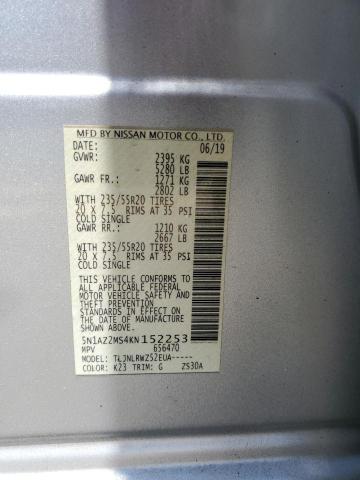 MFD BY NISSAN MOTOR CO., LTD.
DATE: 06/19
GVWR: 2395 KG
5280 LB
GAWR FR.: 1271 KG
2802 LB
WITH 235/55R20 TIRES
20 X 7.5 RIMS AT 35 PSI
COLD SINGLE
GAWR RR.: 1210 KG
2667 LB
WITH 235/55R20 TIRES
20 X 7.5 RIMS AT 35 PSI
COLD SINGLE
THIS VEHICLE CONFORMS TO
ALL APPLICABLE FEDERAL
MOTOR VEHICLE SAFETY
STANDARDS IN EFFECT ON
THE DATE OF MANUFACTURE
SHOWN ABOVE.
5N1AZ2MS4KN152253
MPV 656470
MODEL: TLJNLRWZ52EUA-----
COLOR: K23 TRIM: G ZS3DA